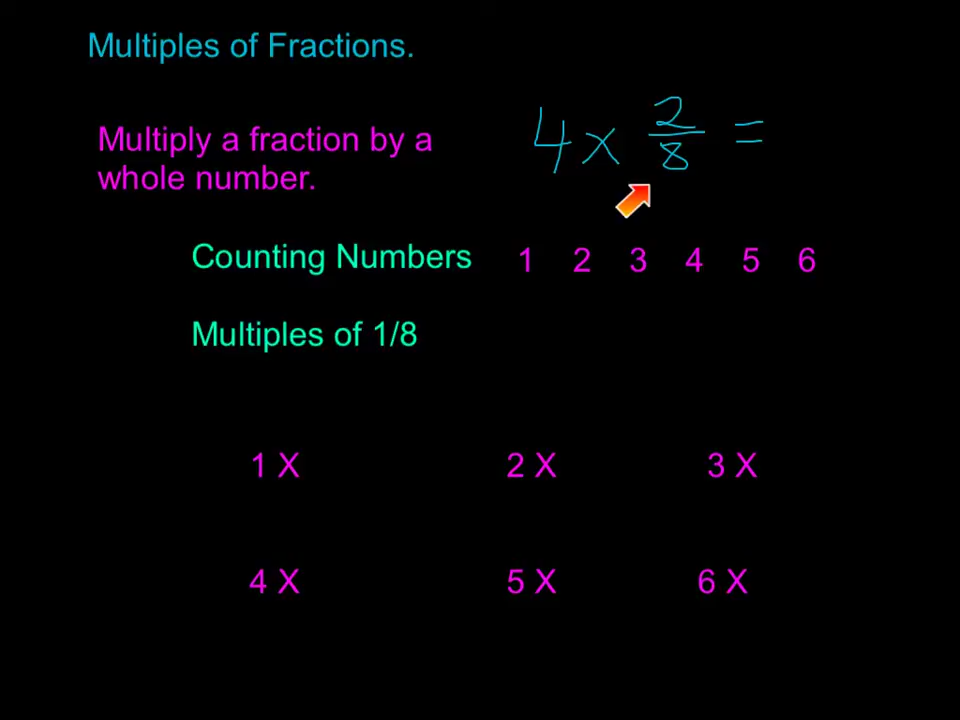 Multiples of Fractions.
Multiply a fraction by a
whole number.
4 x 2/8 =
Counting Numbers 1 2 3 4 5 6
Multiples of 1/8
1 X 2 X 3 X
4 X 5 X 6 X